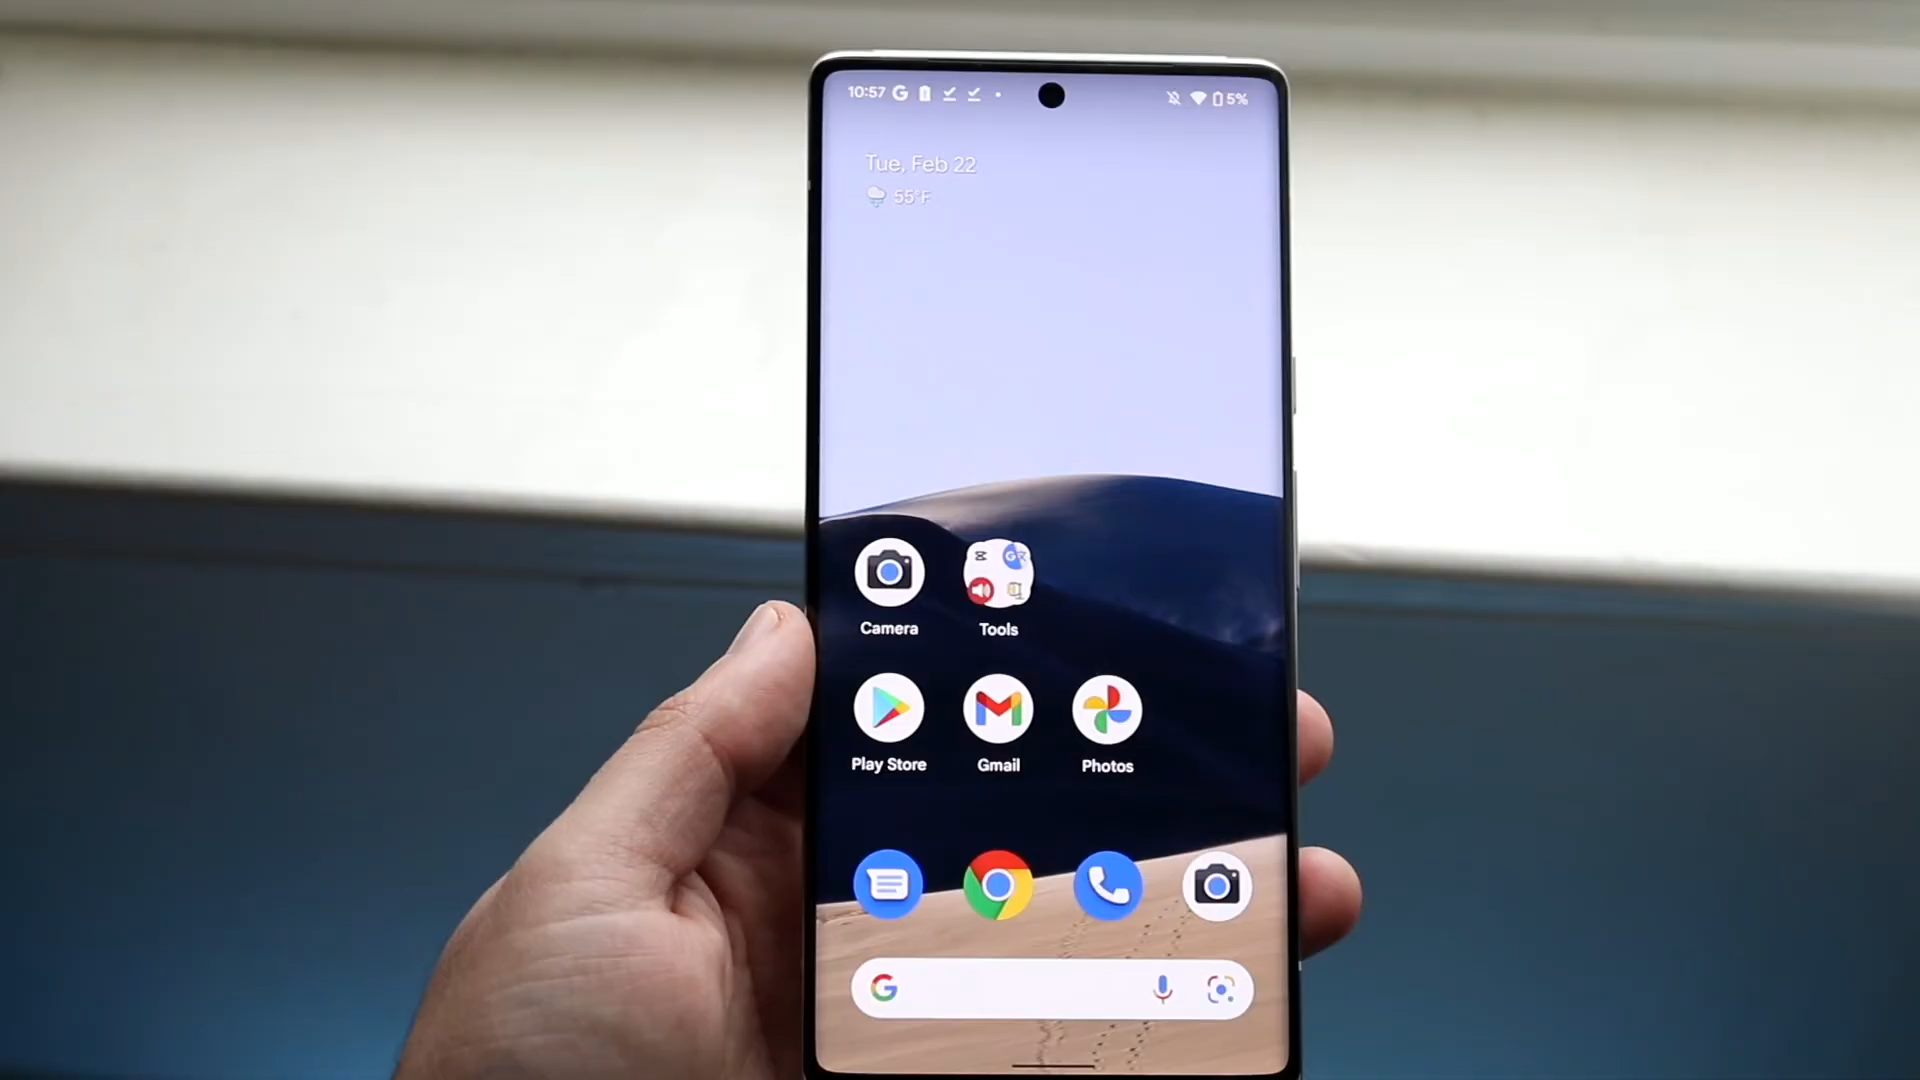 10:57
5%
Tue, Feb 22
55°F
Camera Tools
Play Store Gmail Photos